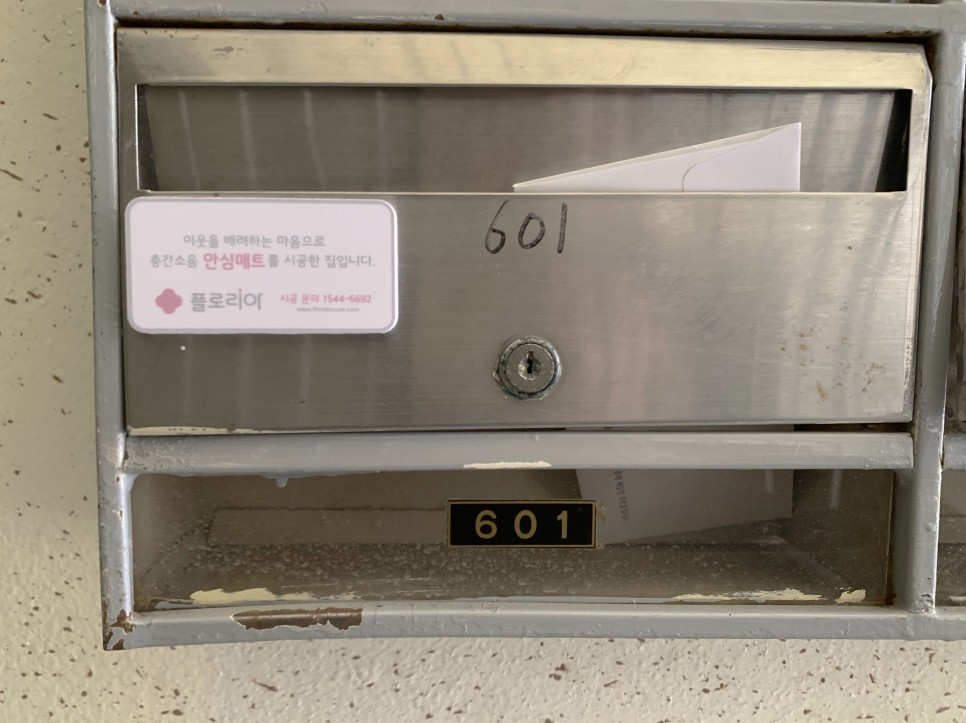 601
이웃을 배려하는 마음으로
층간소음 안심매트를 시공한 집입니다.
플로리아 시공 문의 1544-6692
601